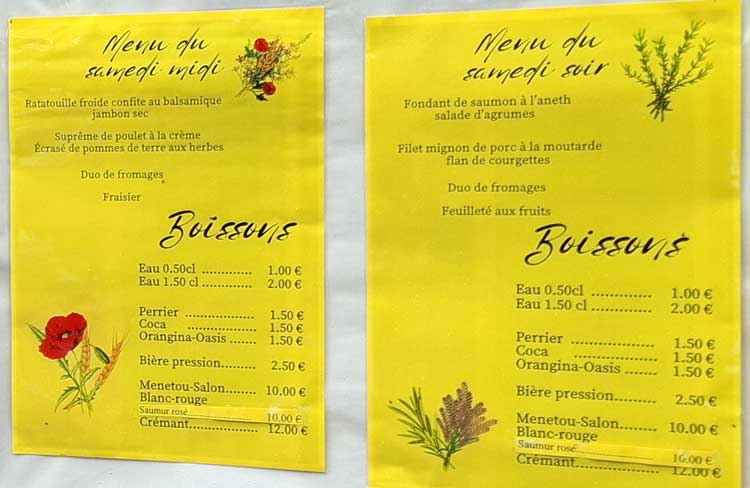 Menu du
samedi midi
Ratatouille froide confite au balsamique
jambon sec
Suprême de poulet à la crème
Écrasé de pommes de terre aux herbes
Duo de fromages
Fraisier
Boissons
Eau 0.50cl ............. 1.00 €
Eau 1.50 cl ............ 2.00 €
Perrier ................ 1.50 €
Coca ................ 1.50 €
Orangina-Oasis ....... 1.50 €
Bière pression......... 2.50 €
Menetou-Salon........ 10.00 €
Blanc-rouge
Saumur rosé ................ 10.00 €
Crémant................ 12.00 €
Menu du
samedi soir
Fondant de saumon à l'aneth
salade d'agrumes
Filet mignon de porc à la moutarde
flan de courgettes
Duo de fromages
Feuilleté aux fruits
Boissons
Eau 0.50cl ............... 1.00 €
Eau 1.50 cl .............. 2.00 €
Perrier ................. 1.50 €
Coca ................. 1.50 €
Orangina-Oasis ........ 1.50 €
Bière pression.......... 2.50 €
Menetou-Salon......... 10.00 €
Blanc-rouge
Saumur rosé ................ 10.00 €
Crémant................. 12.00 €